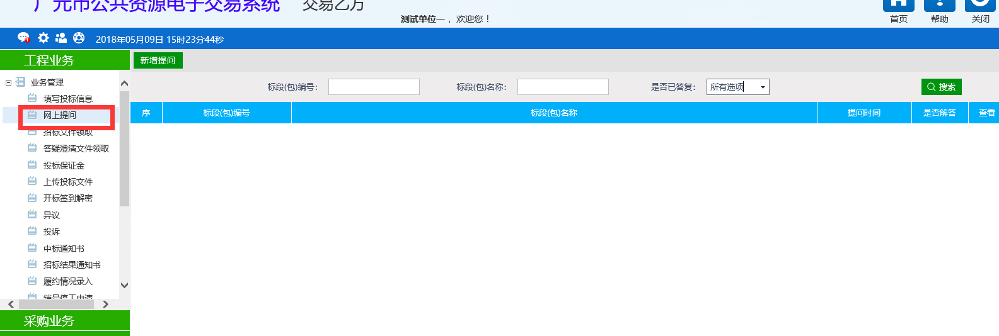 广元市公共资源电子交易系统 交易乙方
测试单位一，欢迎您！
首页 帮助 关闭
2018年05月09日 15时23分44秒
工程业务
新增提问
业务管理
标段(包)编号： 标段(包)名称： 是否已答复： 所有选项 搜索
填写投标信息
序 标段(包)编号 标段(包)名称 提问时间 是否解答 查看
网上提问
招标文件领取
答疑澄清文件领取
投标保证金
上传投标文件
开标签到解密
异议
投诉
中标通知书
招标结果通知书
履约情况录入
采购业务